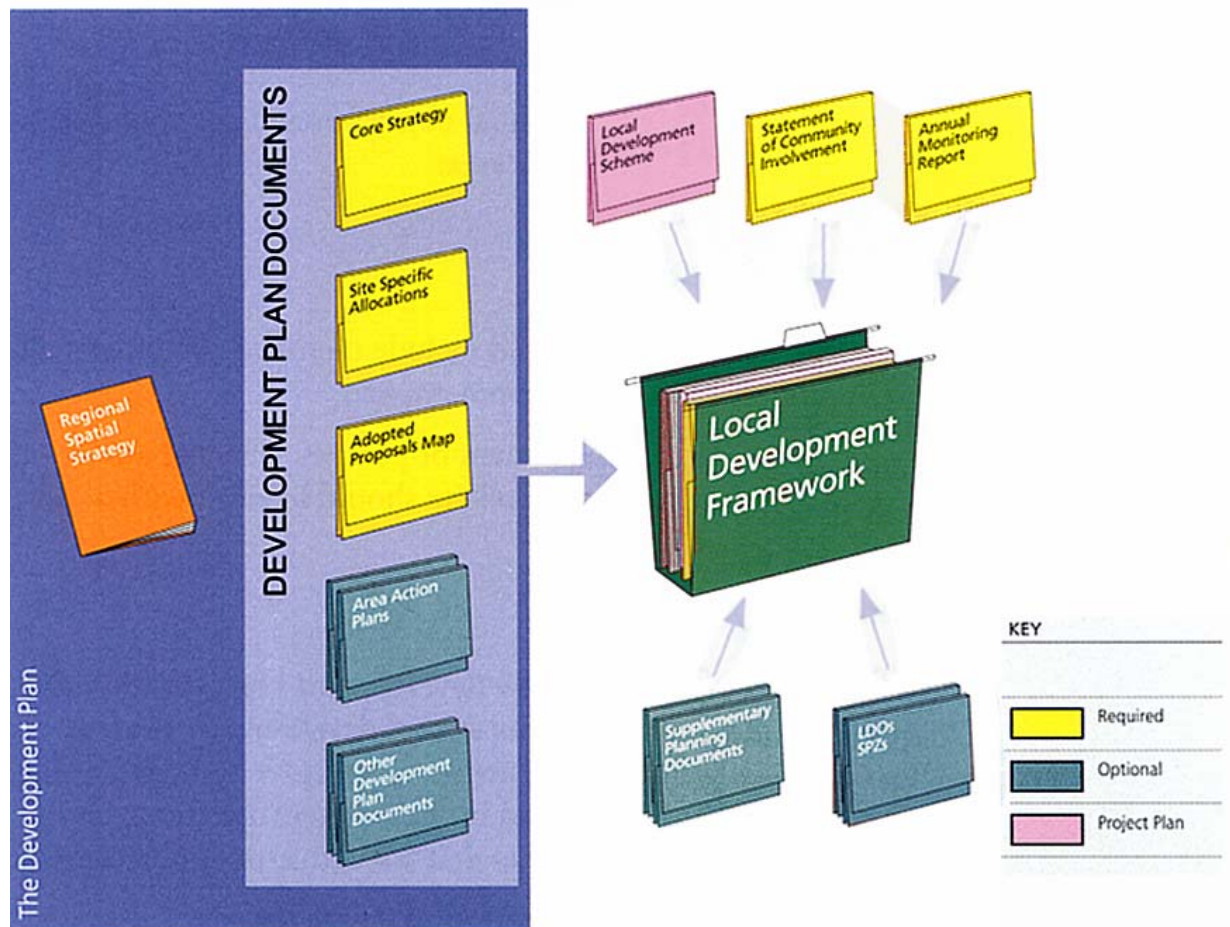 The Development Plan
Regional
Spatial
Strategy
DEVELOPMENT PLAN DOCUMENTS
Core Strategy
Site Specific
Allocations
Adopted
Proposals Map
Area Action
Plans
Other
Development
Plan
Documents
Local
Development
Scheme
Statement
of Community
Involvement
Annual
Monitoring
Report
Local
Development
Framework
Supplementary
Planning
Documents
LDOs
SPZs
KEY
Required
Optional
Project Plan